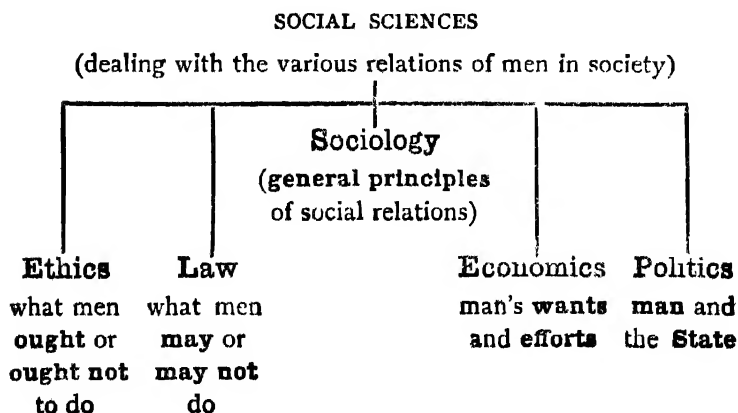 SOCIAL SCIENCES
(dealing with the various relations of men in society)
Sociology
(general principles
of social relations)
Ethics
what men
ought or
ought not
to do
Law
what men
may or
may not
do
Economics
man's wants
and efforts
Politics
man and
the State